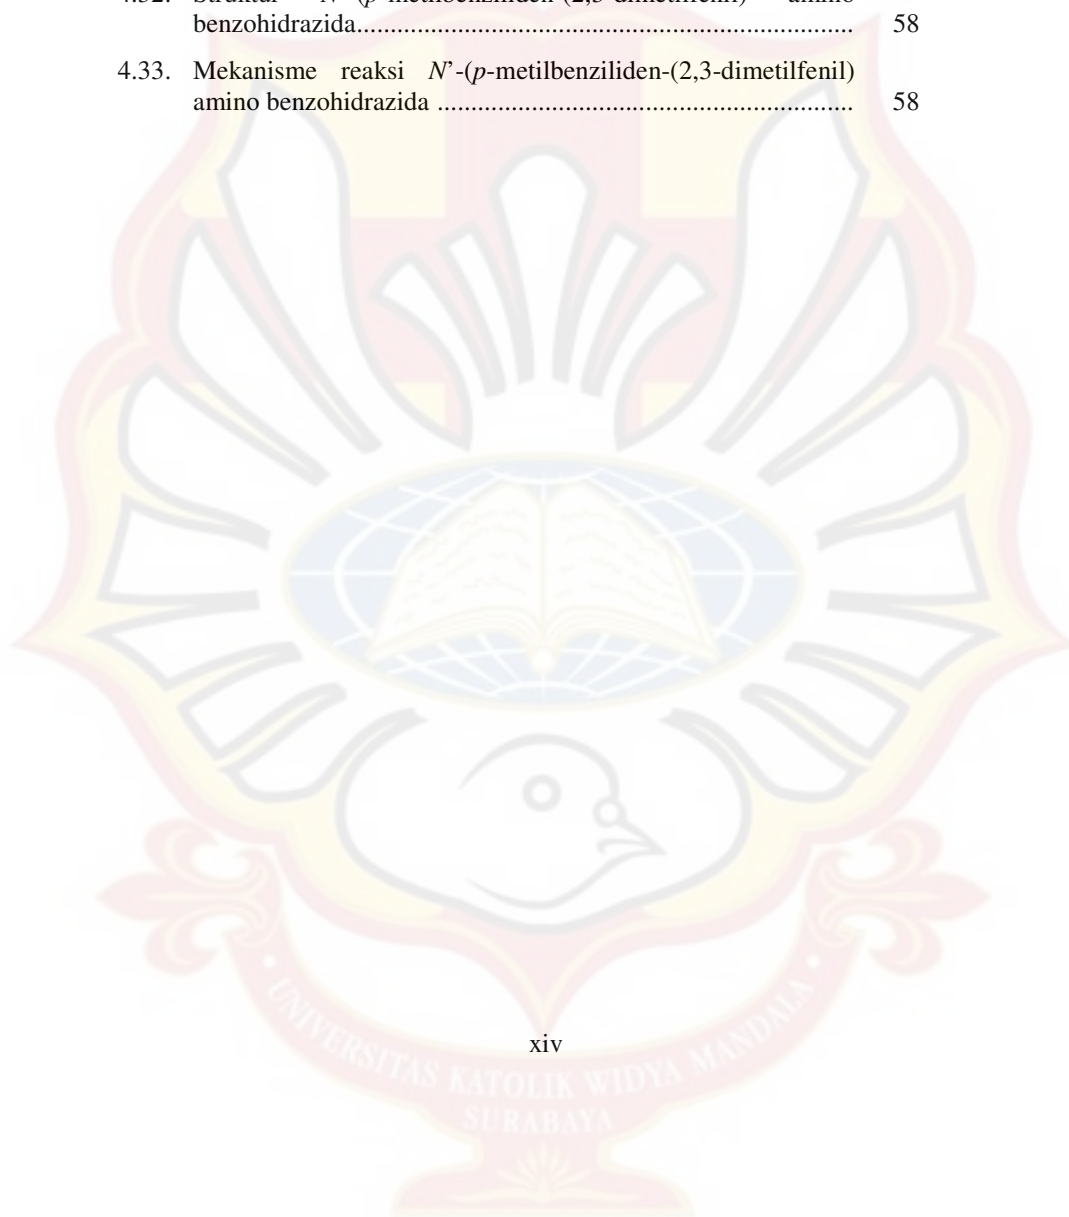 benzohidrazida.......................................................................... 58
4.33. Mekanisme reaksi N’-(p-metilbenziliden-(2,3-dimetilfenil)
amino benzohidrazida .............................................................. 58
xiv
• UNIVERSITAS KATOLIK WIDYA MANDALA •
SURABAYA